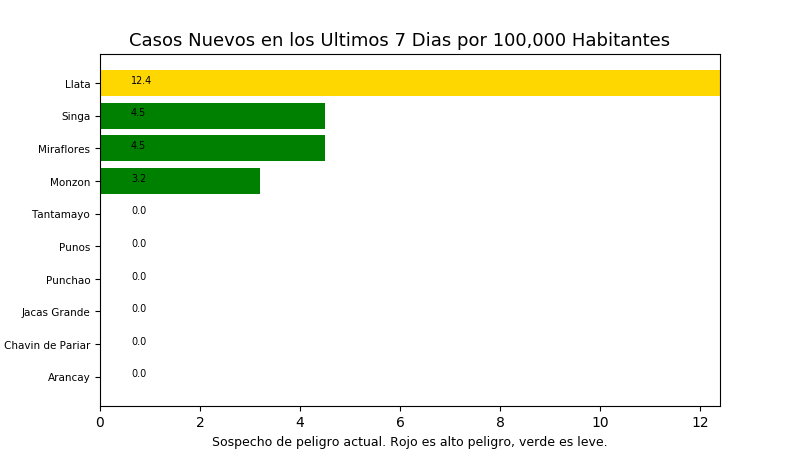 Casos Nuevos en los Ultimos 7 Dias por 100,000 Habitantes
Llata 12.4
Singa 4.5
Miraflores 4.5
Monzon 3.2
Tantamayo 0.0
Punos 0.0
Punchao 0.0
Jacas Grande 0.0
Chavin de Pariar 0.0
Arancay 0.0
0 2 4 6 8 10 12
Sospecho de peligro actual. Rojo es alto peligro, verde es leve.